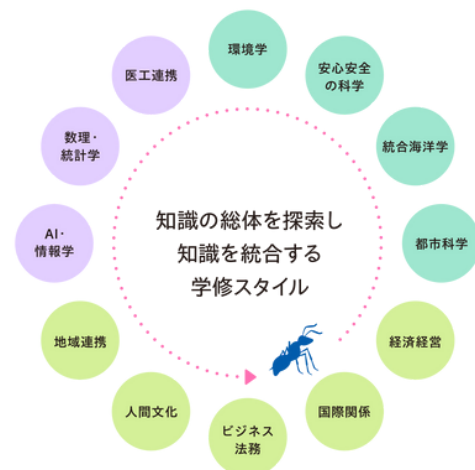 環境学
安心安全
の科学
統合海洋学
都市科学
経済経営
国際関係
ビジネス
法務
人間文化
地域連携
AI・
情報学
数理・
統計学
医工連携
知識の総体を探索し
知識を統合する
学修スタイル